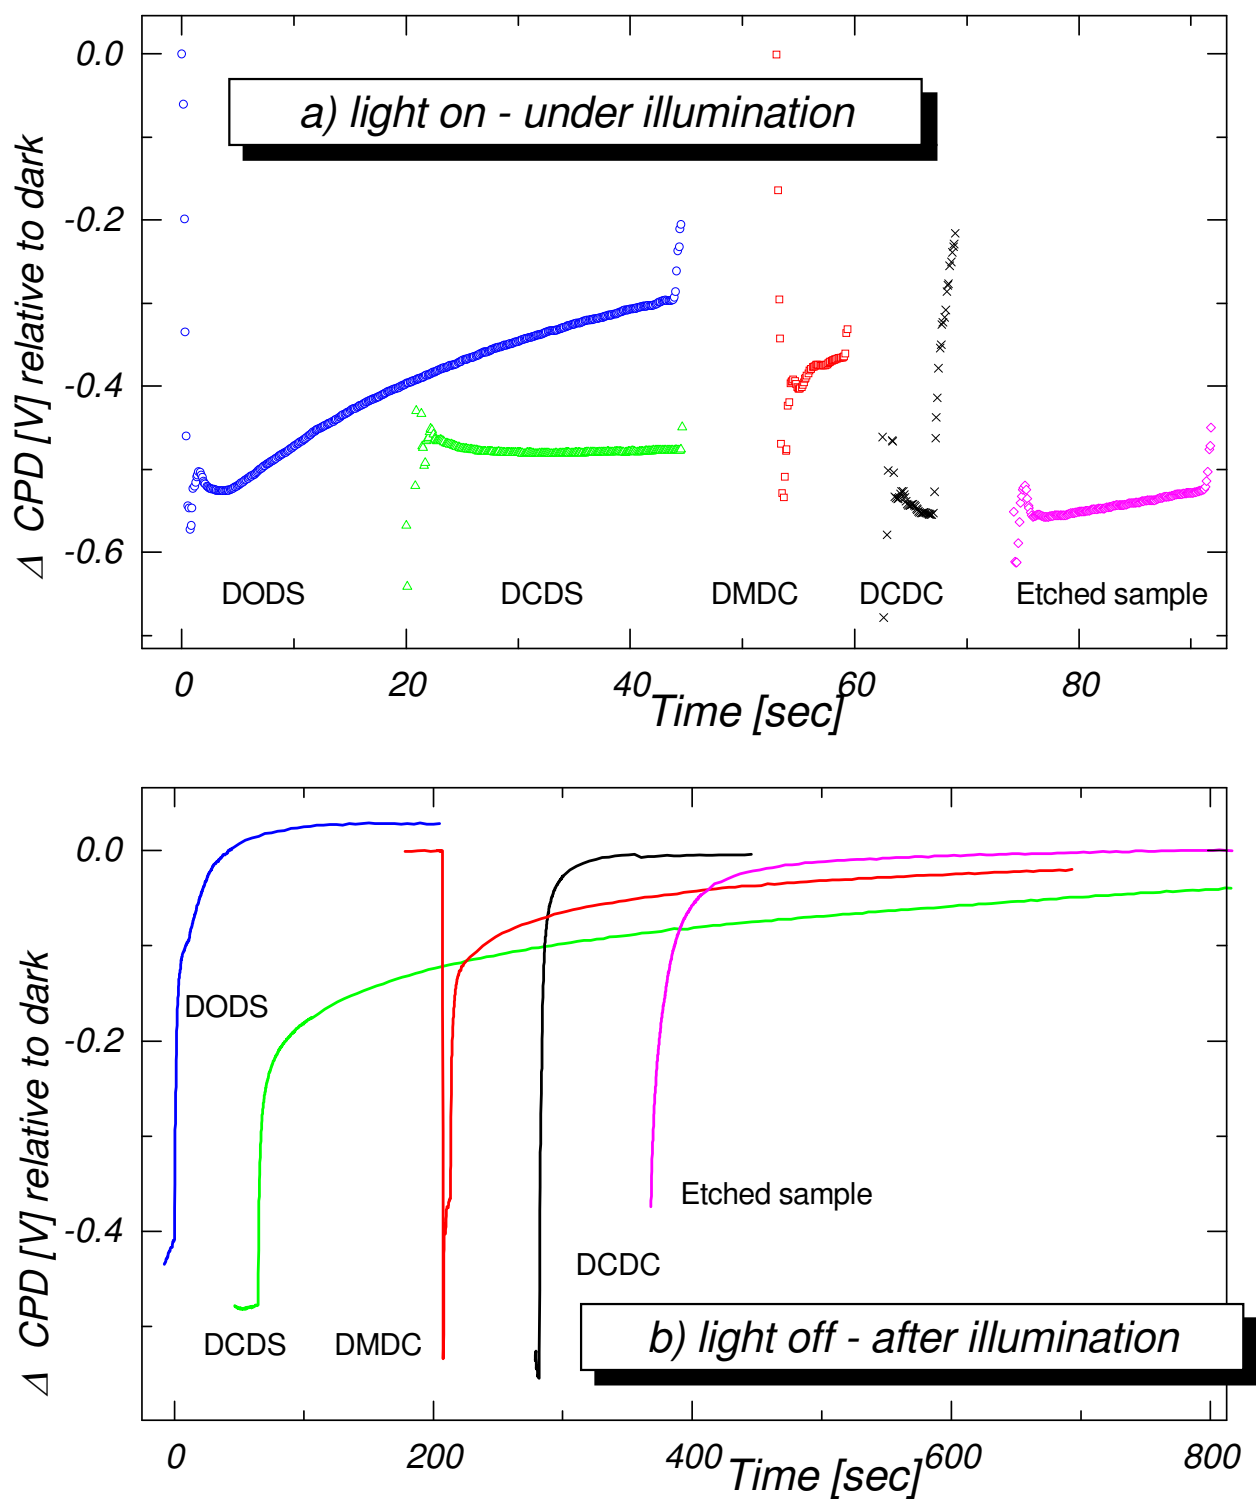 0.0
a) light on - under illumination
-0.2
-0.4
-0.6
Δ CPD [V] relative to dark
DODS
DCDS
DMDC
DCDC
Etched sample
0
20
40
60
80
Time [sec]
0.0
-0.2
-0.4
Δ CPD [V] relative to dark
DODS
Etched sample
DCDC
DCDS
DMDC
b) light off - after illumination
0
200
400
600
800
Time [sec]